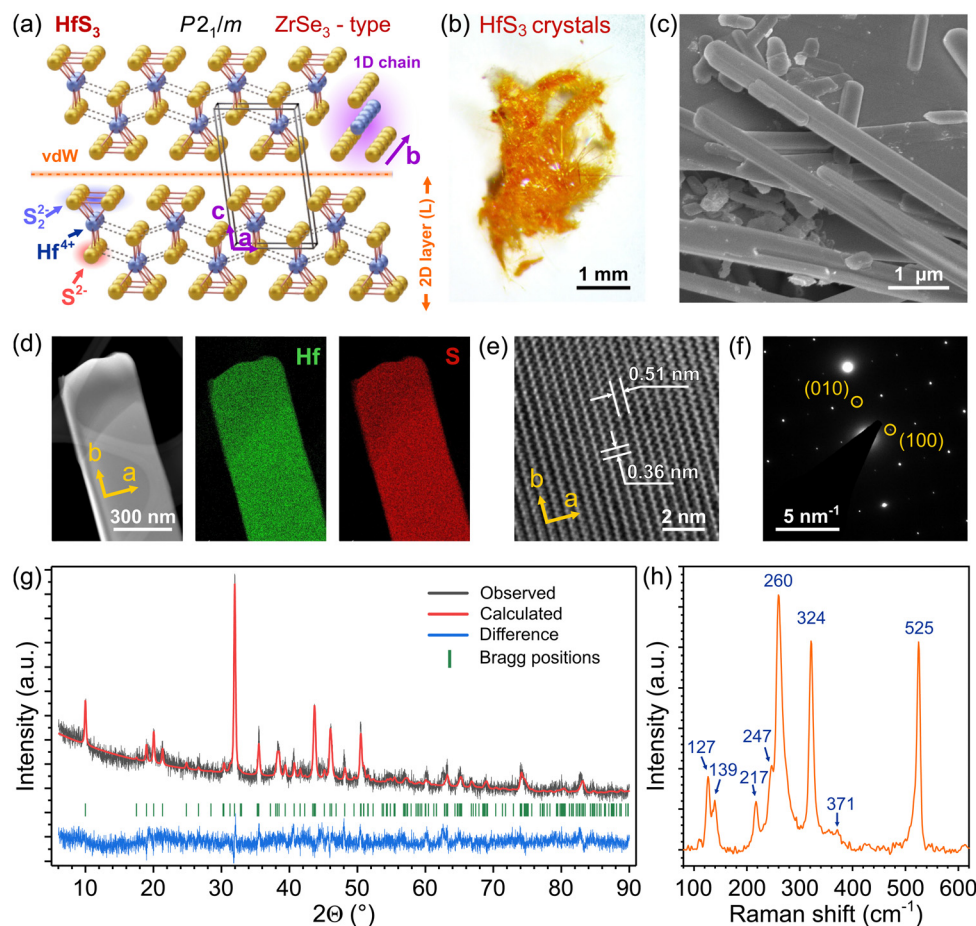 (a) HfS₃ P2₁/m ZrSe₃ - type
1D chain
b
vdW
S₂²⁻
Hf⁴⁺
S²⁻
c
a
2D layer (L)
(b) HfS₃ crystals
1 mm
(c)
1 µm
(d)
b
a
300 nm
Hf
S
(e)
0.51 nm
0.36 nm
b
a
2 nm
(f)
(010)
(100)
5 nm⁻¹
(g)
Observed
Calculated
Difference
Bragg positions
Intensity (a.u.)
10 20 30 40 50 60 70 80 90
2Θ (°)
(h)
260
324
525
247
127
139
217
371
Intensity (a.u.)
100 200 300 400 500 600
Raman shift (cm⁻¹)